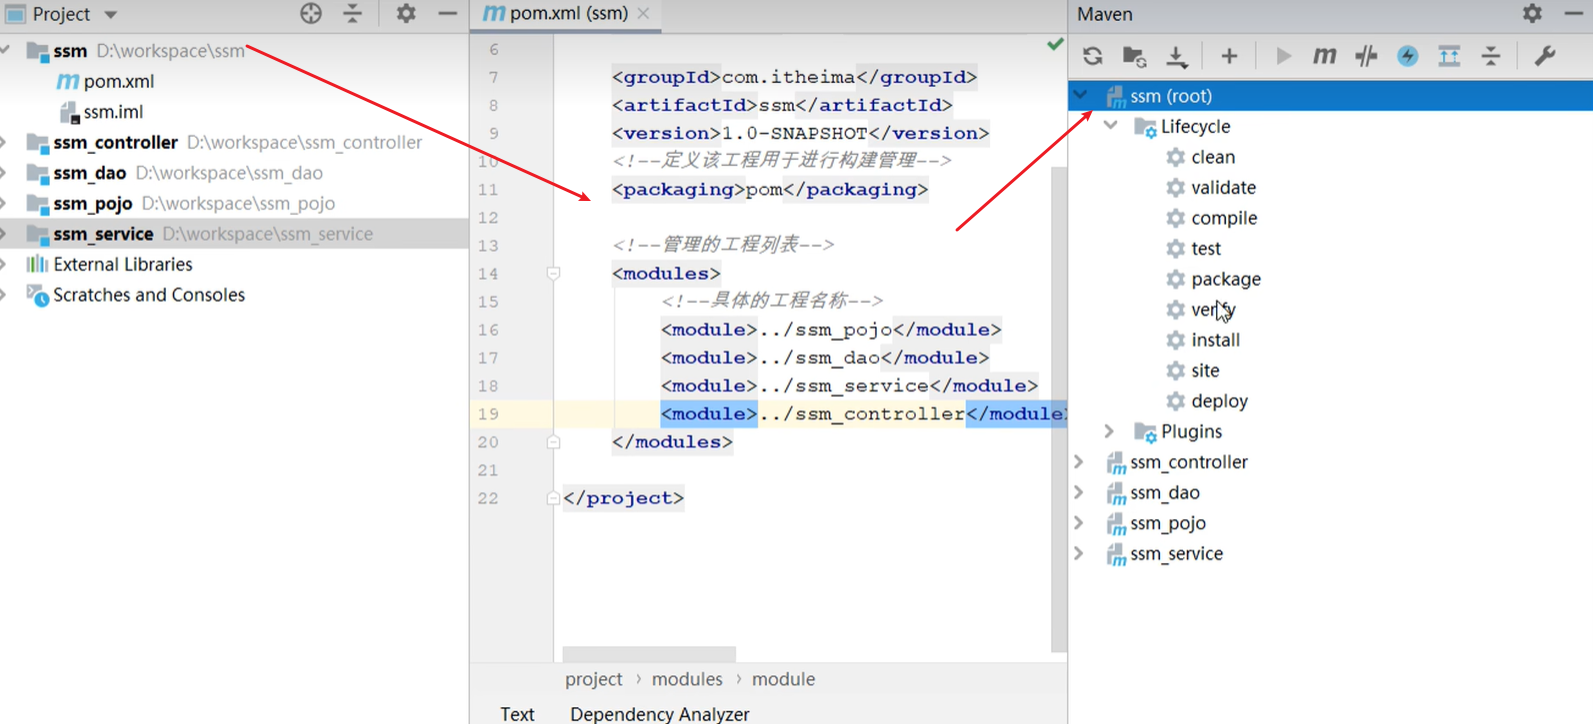 Project
ssm D:\workspace\ssm
pom.xml
ssm.iml
ssm_controller D:\workspace\ssm_controller
ssm_dao D:\workspace\ssm_dao
ssm_pojo D:\workspace\ssm_pojo
ssm_service D:\workspace\ssm_service
External Libraries
Scratches and Consoles
pom.xml (ssm)
6
7 <groupId>com.itheima</groupId>
8 <artifactId>ssm</artifactId>
9 <version>1.0-SNAPSHOT</version>
10 <!--定义该工程用于进行构建管理-->
11 <packaging>pom</packaging>
12
13 <!--管理的工程列表-->
14 <modules>
15 <!--具体的工程名称-->
16 <module>../ssm_pojo</module>
17 <module>../ssm_dao</module>
18 <module>../ssm_service</module>
19 <module>../ssm_controller</module>
20 </modules>
21
22 </project>
project › modules › module
Text Dependency Analyzer
Maven
ssm (root)
Lifecycle
clean
validate
compile
test
package
verify
install
site
deploy
Plugins
ssm_controller
ssm_dao
ssm_pojo
ssm_service